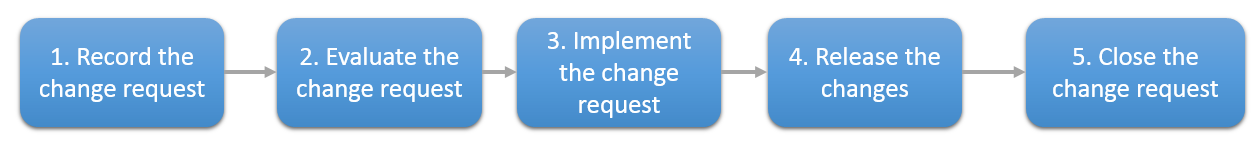 1. Record the
change request
2. Evaluate the
change request
3. Implement
the change
request
4. Release the
changes
5. Close the
change request